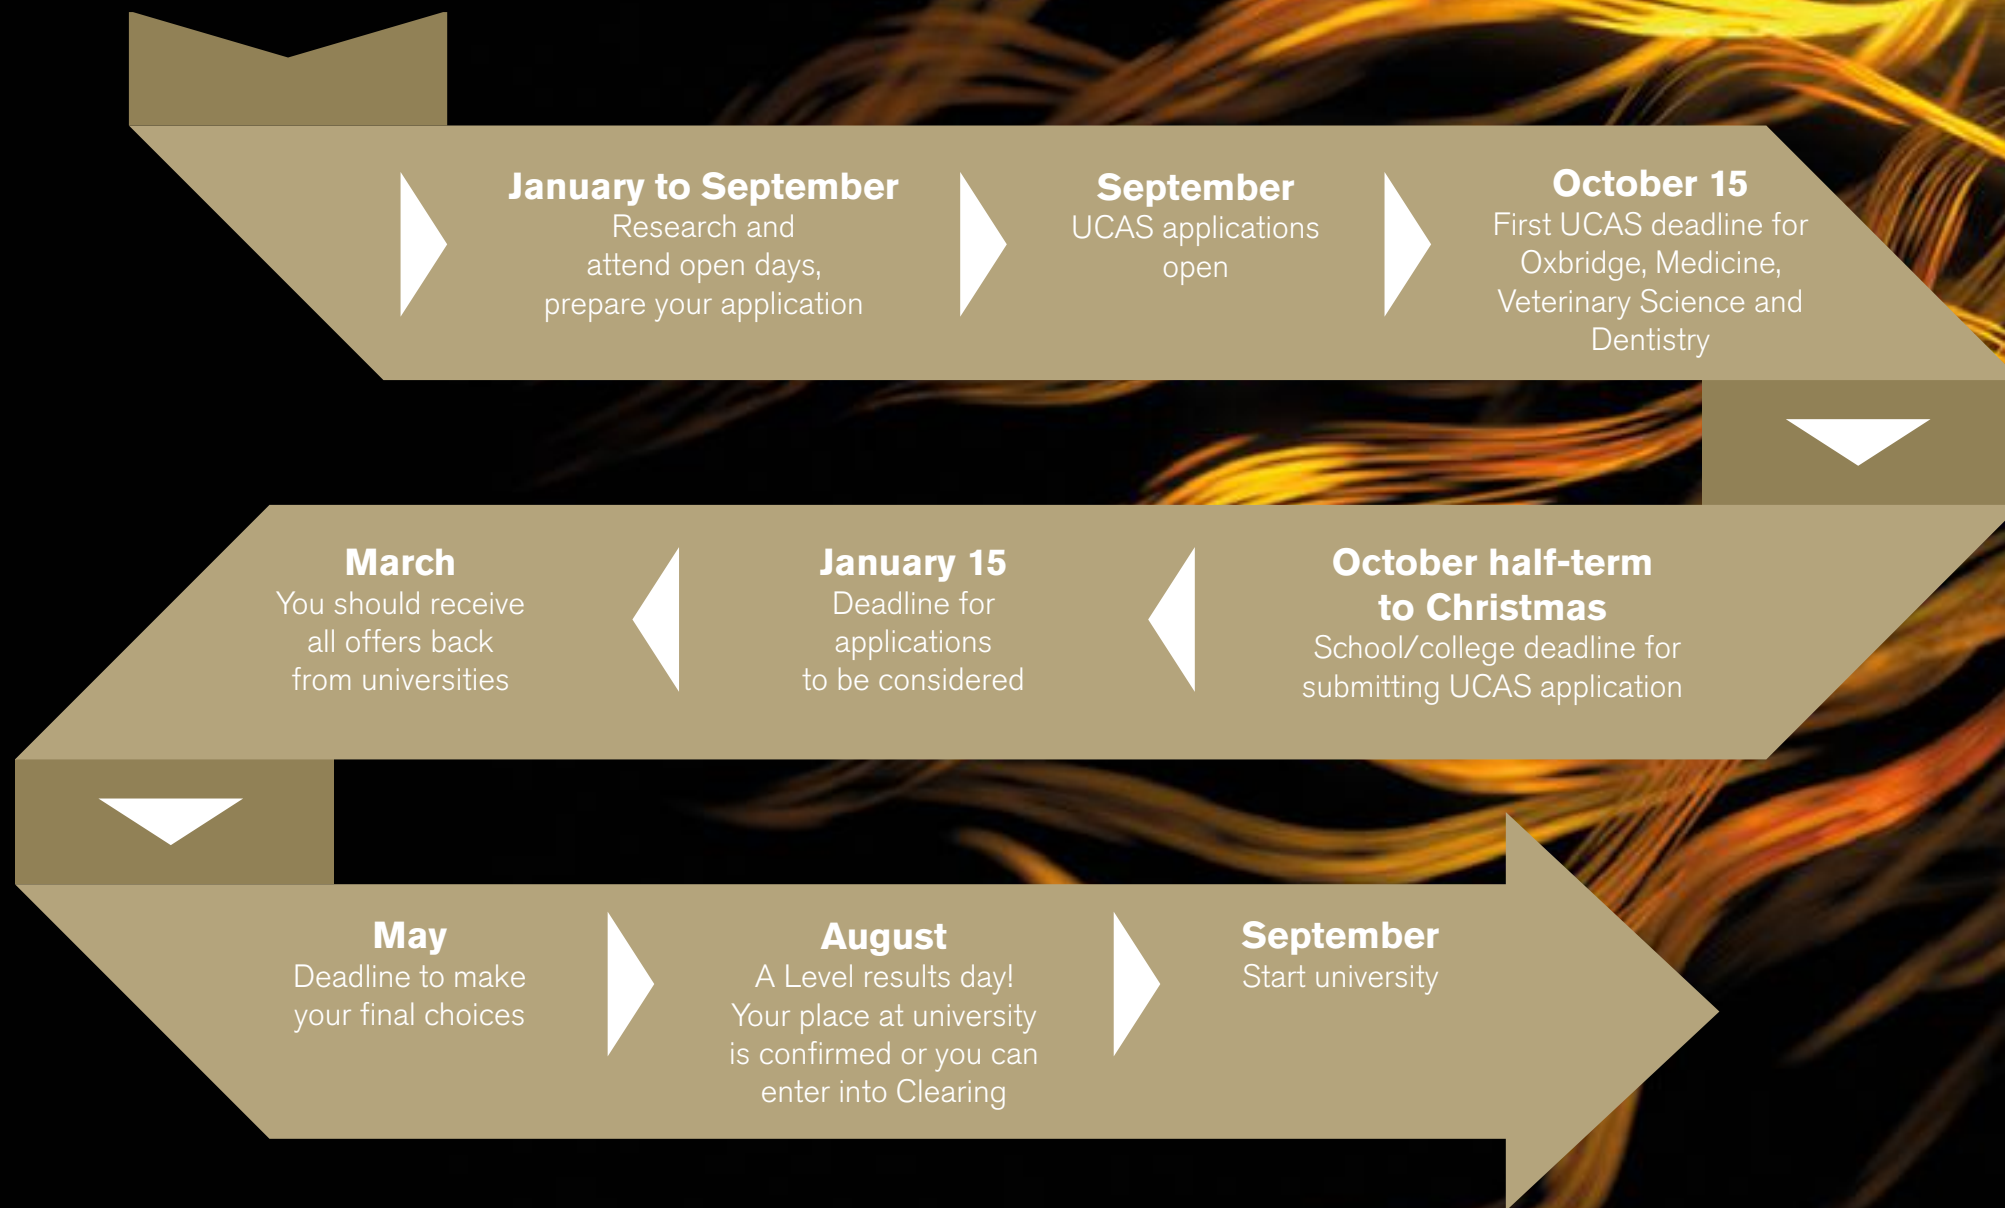 January to September
Research and
attend open days,
prepare your application
September
UCAS applications
open
October 15
First UCAS deadline for
Oxbridge, Medicine,
Veterinary Science and
Dentistry
October half-term
to Christmas
School/college deadline for
submitting UCAS application
January 15
Deadline for
applications
to be considered
March
You should receive
all offers back
from universities
May
Deadline to make
your final choices
August
A Level results day!
Your place at university
is confirmed or you can
enter into Clearing
September
Start university